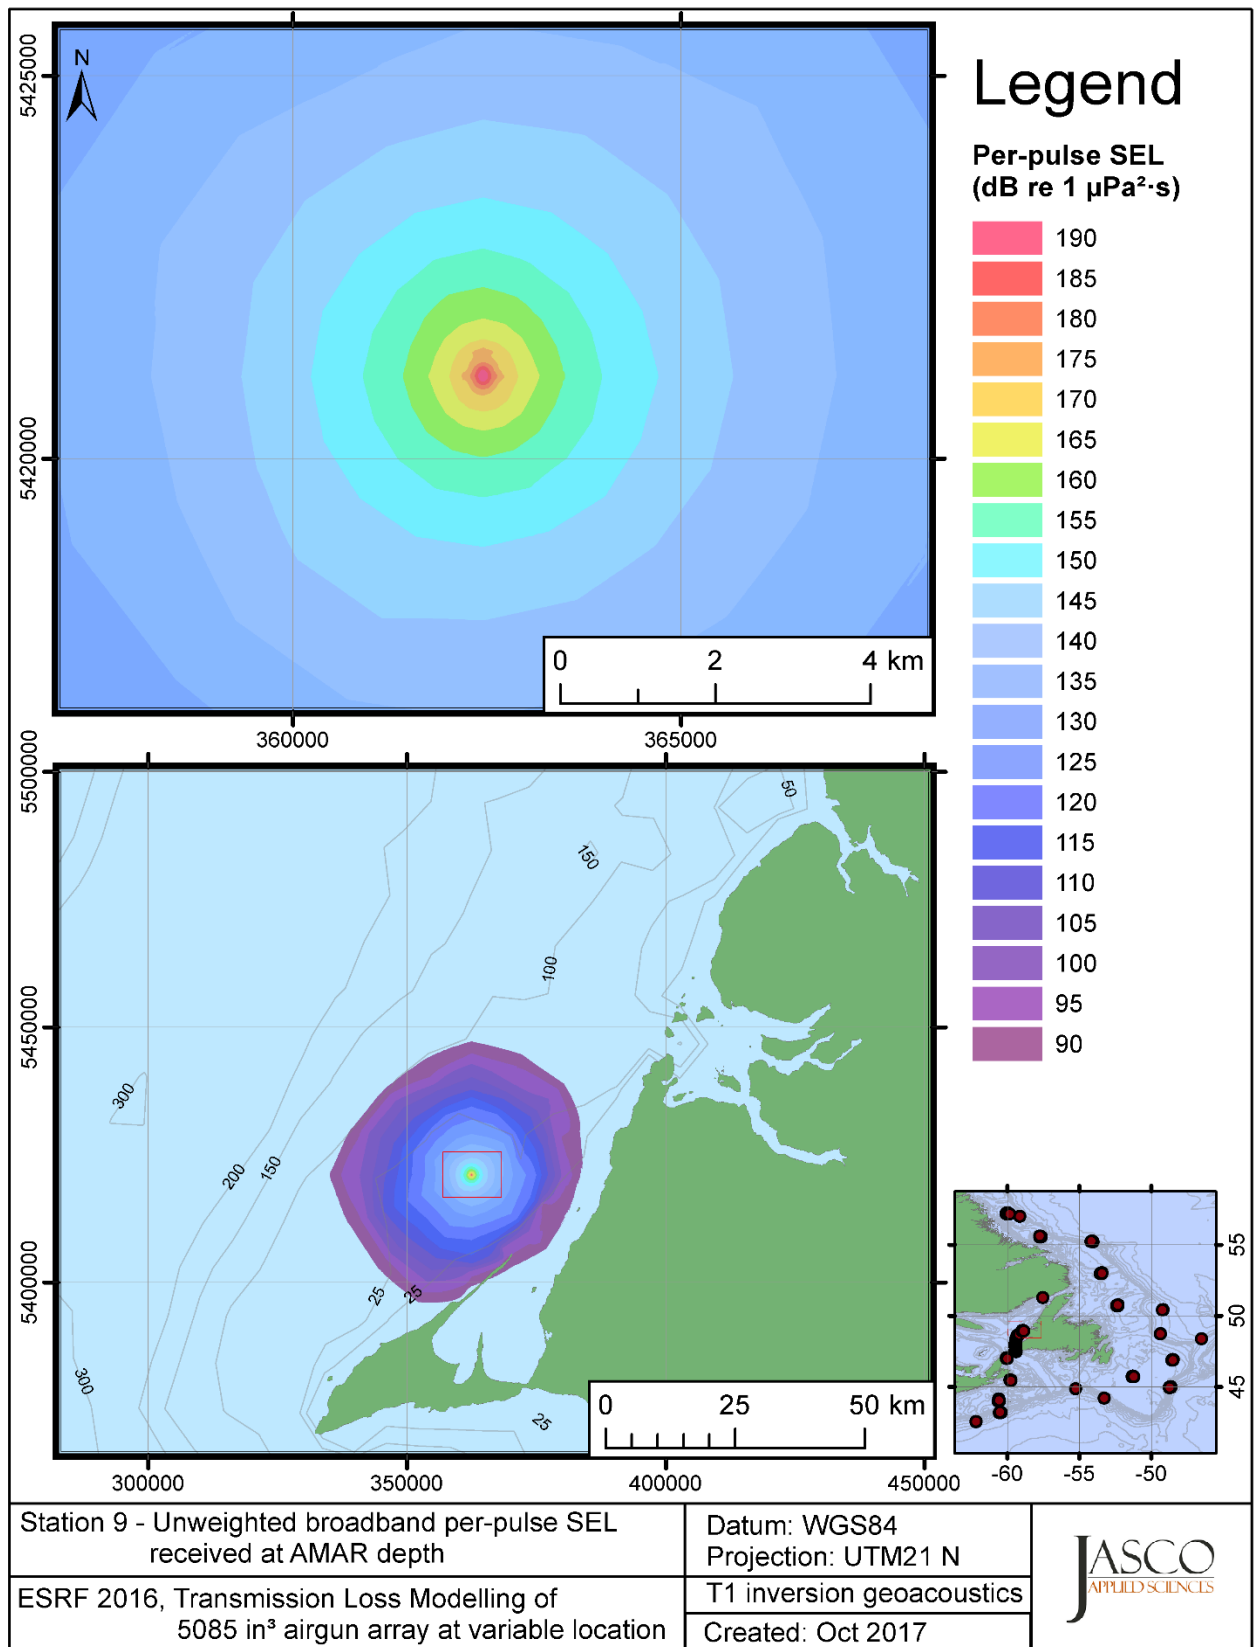 N
5425000
5420000
0 2 4 km
360000 365000
Legend
Per-pulse SEL
(dB re 1 µPa²·s)
190
185
180
175
170
165
160
155
150
145
140
135
130
125
120
115
110
105
100
95
90
5500000
5450000
5400000
50
150
100
300
200
150
25
25
300
25
0 25 50 km
300000 350000 400000 450000
55
50
45
-60 -55 -50
Station 9 - Unweighted broadband per-pulse SEL
received at AMAR depth
ESRF 2016, Transmission Loss Modelling of
5085 in³ airgun array at variable location
Datum: WGS84
Projection: UTM21 N
T1 inversion geoacoustics
Created: Oct 2017
JASCO
APPLIED SCIENCES